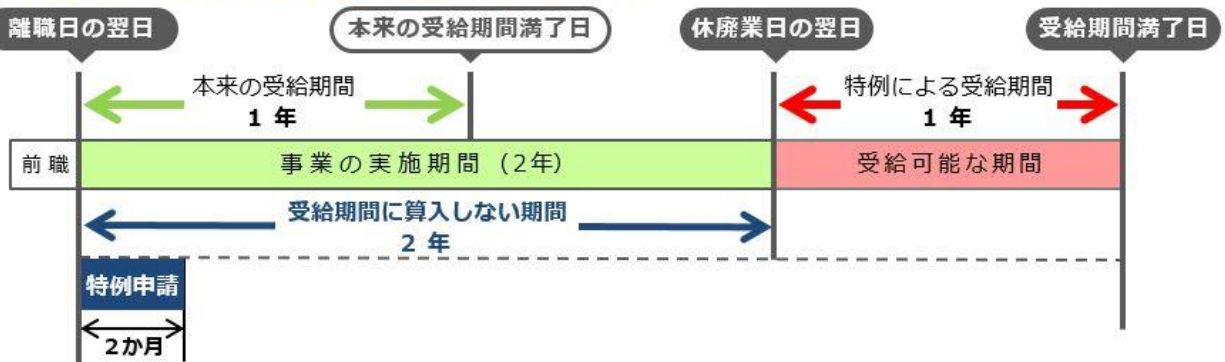 離職日の翌日
本来の受給期間満了日
休廃業日の翌日
受給期間満了日
本来の受給期間
1 年
特例による受給期間
1 年
前職
事業の実施期間（2年）
受給可能な期間
受給期間に算入しない期間
2 年
特例申請
2か月